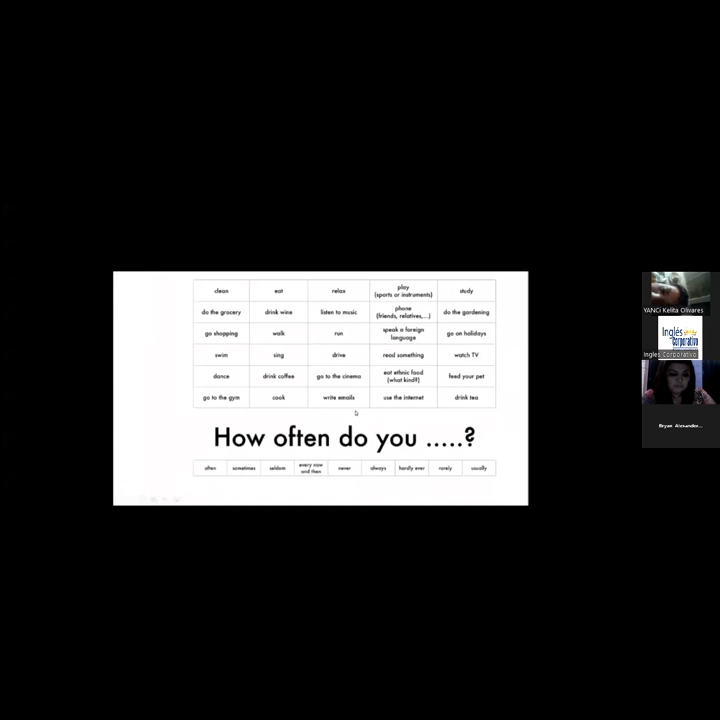 clean eat relax play (sports or instruments) study
do the grocery drink wine listen to music phone (friends, relatives,...) do the gardening
go shopping walk run speak a foreign language go on holidays
swim sing drive read something watch TV
dance drink coffee go to the cinema eat ethnic food (what kind?) feed your pet
go to the gym cook write emails use the internet drink tea
How often do you .....?
often sometimes seldom every now and then never always hardly ever rarely usually
YANCi Kelita Olivares
Inglés
Corporativo
Ingles Corporativo
Bryan Alexander...